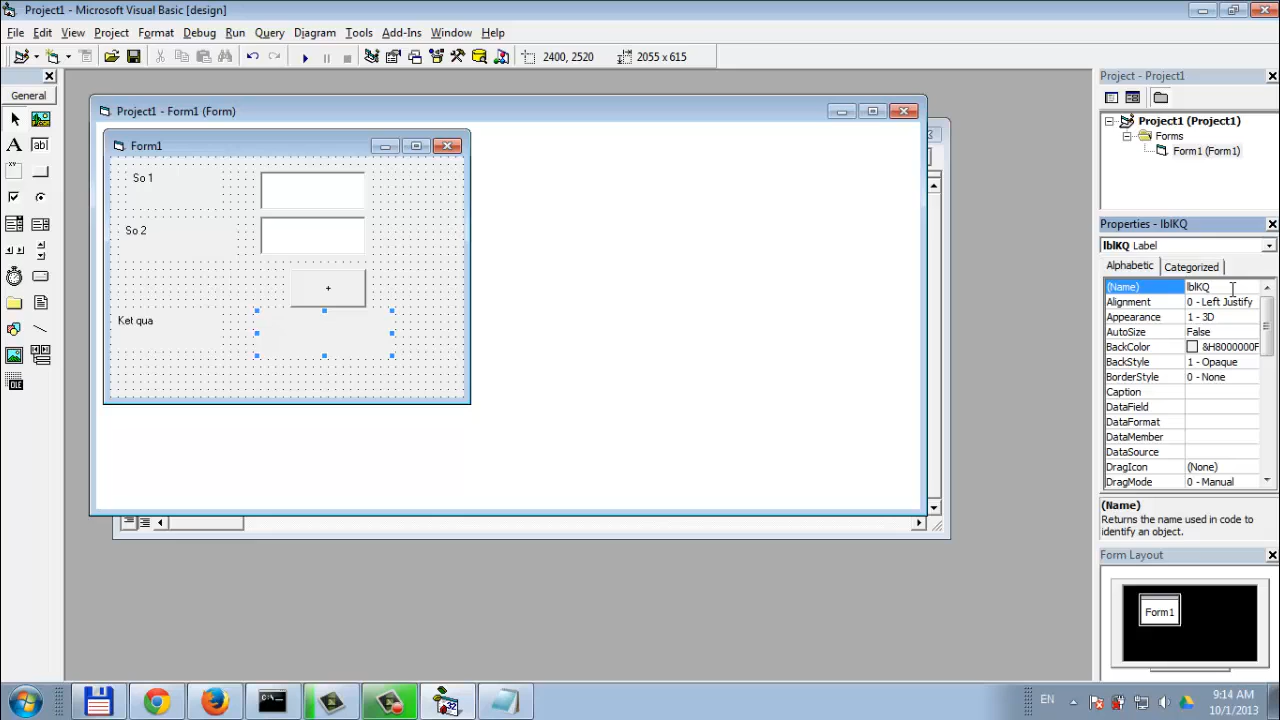 Project1 - Microsoft Visual Basic [design]
File Edit View Project Format Debug Run Query Diagram Tools Add-Ins Window Help
2400, 2520 2055 x 615
General
Project1 - Form1 (Form)
Form1
So 1
So 2
+
Ket qua
A
ab|
xy
OLE
Project - Project1
Project1 (Project1)
Forms
Form1 (Form1)
Properties - lblKQ
lblKQ Label
Alphabetic Categorized
(Name) lblKQ
Alignment 0 - Left Justify
Appearance 1 - 3D
AutoSize False
BackColor &H8000000F
BackStyle 1 - Opaque
BorderStyle 0 - None
Caption
DataField
DataFormat
DataMember
DataSource
DragIcon (None)
DragMode 0 - Manual
(Name)
Returns the name used in code to
identify an object.
Form Layout
Form1
EN
9:14 AM
10/1/2013